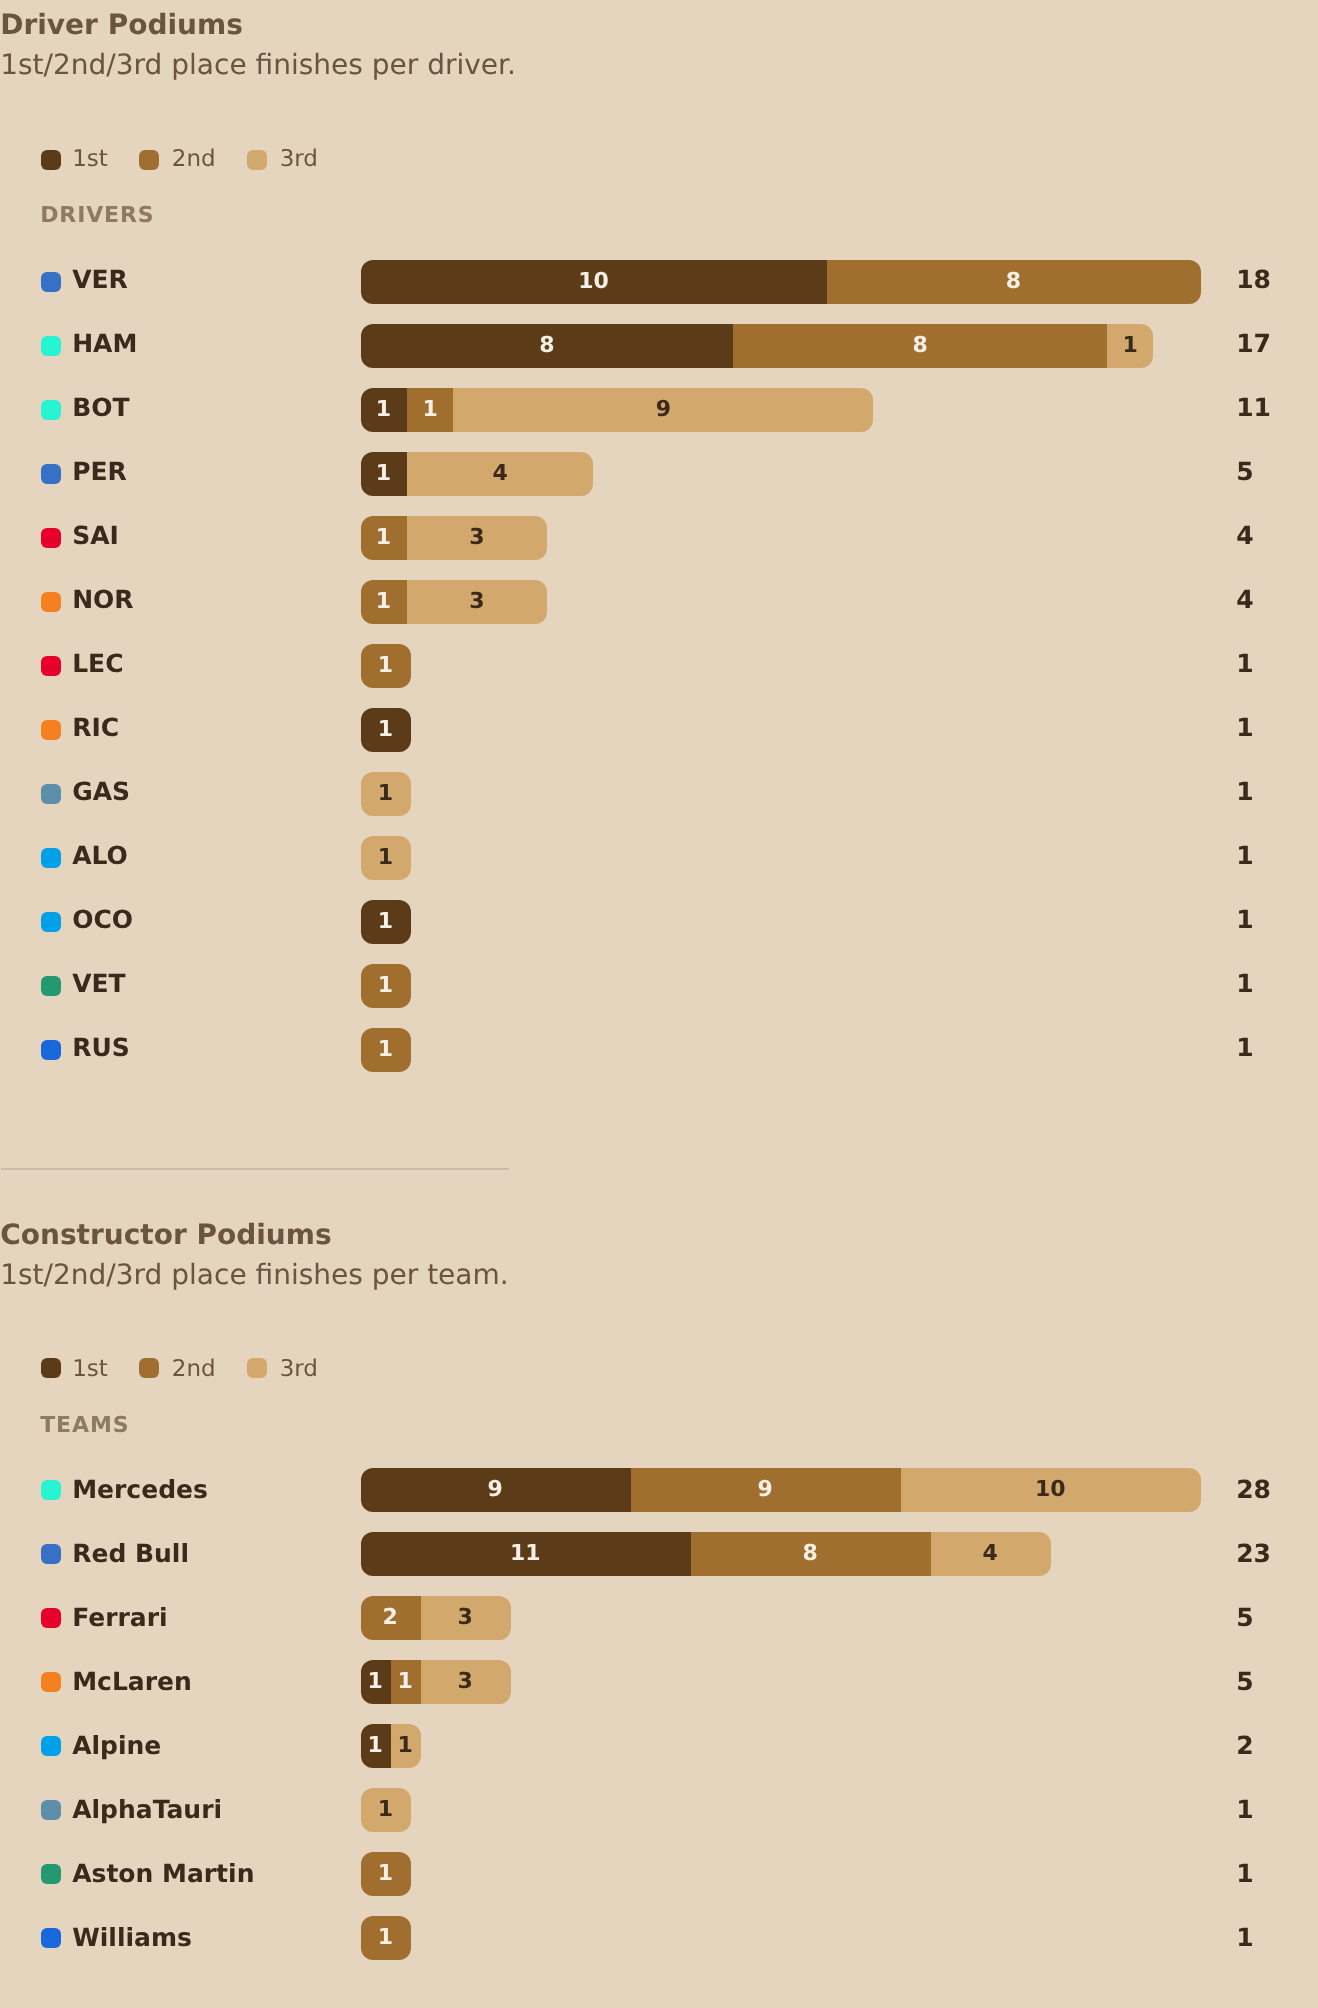 Driver Podiums
1st/2nd/3rd place finishes per driver.
1st 2nd 3rd
DRIVERS
VER 10 8 18
HAM 8 8 1 17
BOT 1 1 9 11
PER 1 4 5
SAI 1 3 4
NOR 1 3 4
LEC 1 1
RIC 1 1
GAS 1 1
ALO 1 1
OCO 1 1
VET 1 1
RUS 1 1
Constructor Podiums
1st/2nd/3rd place finishes per team.
1st 2nd 3rd
TEAMS
Mercedes 9 9 10 28
Red Bull 11 8 4 23
Ferrari 2 3 5
McLaren 1 1 3 5
Alpine 1 1 2
AlphaTauri 1 1
Aston Martin 1 1
Williams 1 1